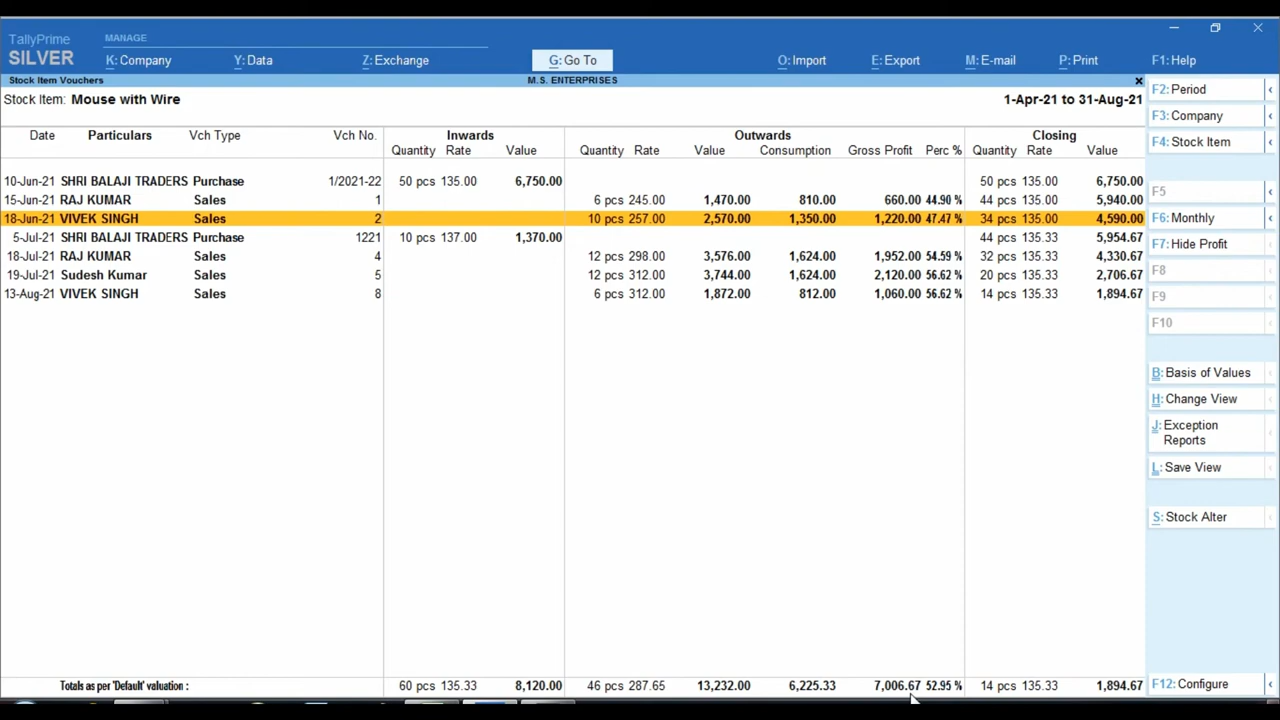 TallyPrime
SILVER
MANAGE
K: Company
Y: Data
Z: Exchange
G: Go To
O: Import
E: Export
M: E-mail
P: Print
F1: Help
Stock Item Vouchers M.S. ENTERPRISES
Stock Item: Mouse with Wire 1-Apr-21 to 31-Aug-21
Date Particulars Vch Type Vch No. Inwards Outwards Closing
Quantity Rate Value Quantity Rate Value Consumption Gross Profit Perc % Quantity Rate Value
10-Jun-21 SHRI BALAJI TRADERS Purchase 1/2021-22 50 pcs 135.00 6,750.00 50 pcs 135.00 6,750.00
15-Jun-21 RAJ KUMAR Sales 1 6 pcs 245.00 1,470.00 810.00 660.00 44.90 % 44 pcs 135.00 5,940.00
18-Jun-21 VIVEK SINGH Sales 2 10 pcs 257.00 2,570.00 1,350.00 1,220.00 47.47 % 34 pcs 135.00 4,590.00
5-Jul-21 SHRI BALAJI TRADERS Purchase 1221 10 pcs 137.00 1,370.00 44 pcs 135.33 5,954.67
18-Jul-21 RAJ KUMAR Sales 4 12 pcs 298.00 3,576.00 1,624.00 1,952.00 54.59 % 32 pcs 135.33 4,330.67
19-Jul-21 Sudesh Kumar Sales 5 12 pcs 312.00 3,744.00 1,624.00 2,120.00 56.62 % 20 pcs 135.33 2,706.67
13-Aug-21 VIVEK SINGH Sales 8 6 pcs 312.00 1,872.00 812.00 1,060.00 56.62 % 14 pcs 135.33 1,894.67
Totals as per 'Default' valuation : 60 pcs 135.33 8,120.00 46 pcs 287.65 13,232.00 6,225.33 7,006.67 52.95 % 14 pcs 135.33 1,894.67
F2: Period
F3: Company
F4: Stock Item
F5
F6: Monthly
F7: Hide Profit
F8
F9
F10
B: Basis of Values
H: Change View
J: Exception
Reports
L: Save View
S: Stock Alter
F12: Configure